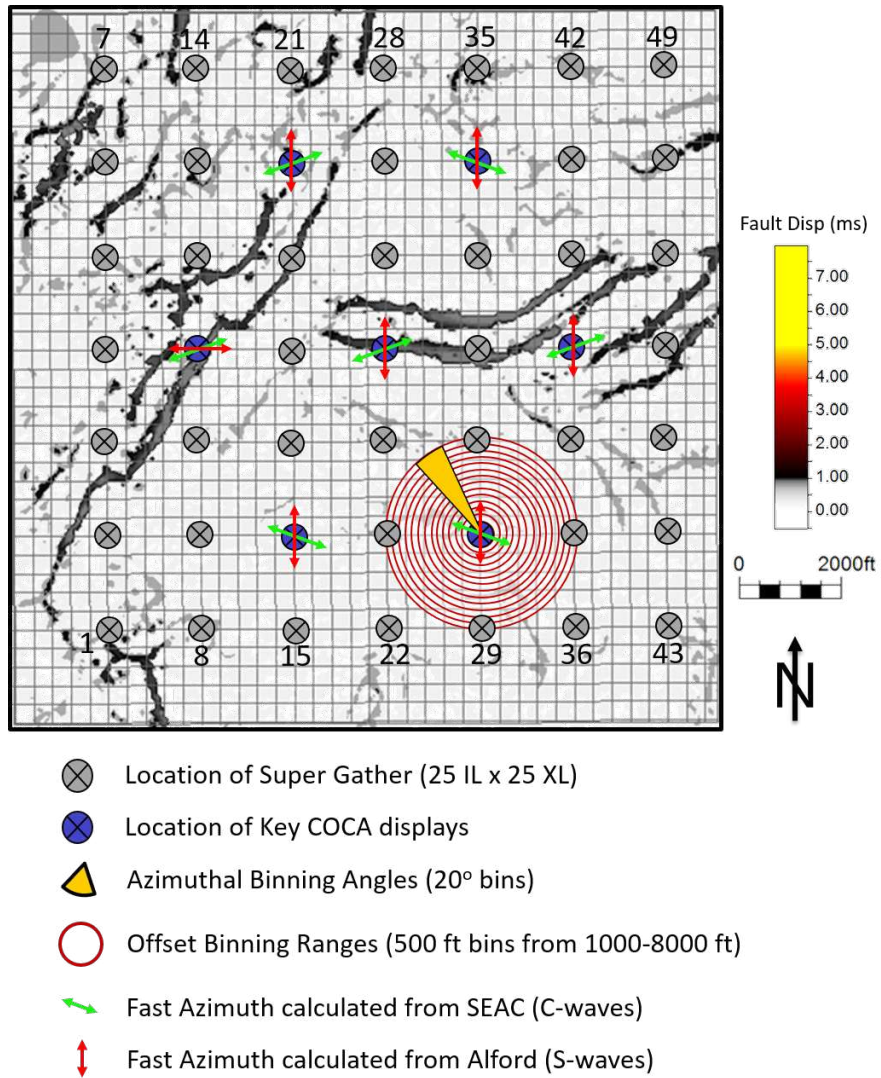 7 14 21 28 35 42 49
Fault Disp (ms)
7.00
6.00
5.00
4.00
3.00
2.00
1.00
0.00
0 2000ft
N
1 8 15 22 29 36 43
Location of Super Gather (25 IL x 25 XL)
Location of Key COCA displays
Azimuthal Binning Angles (20º bins)
Offset Binning Ranges (500 ft bins from 1000-8000 ft)
Fast Azimuth calculated from SEAC (C-waves)
Fast Azimuth calculated from Alford (S-waves)